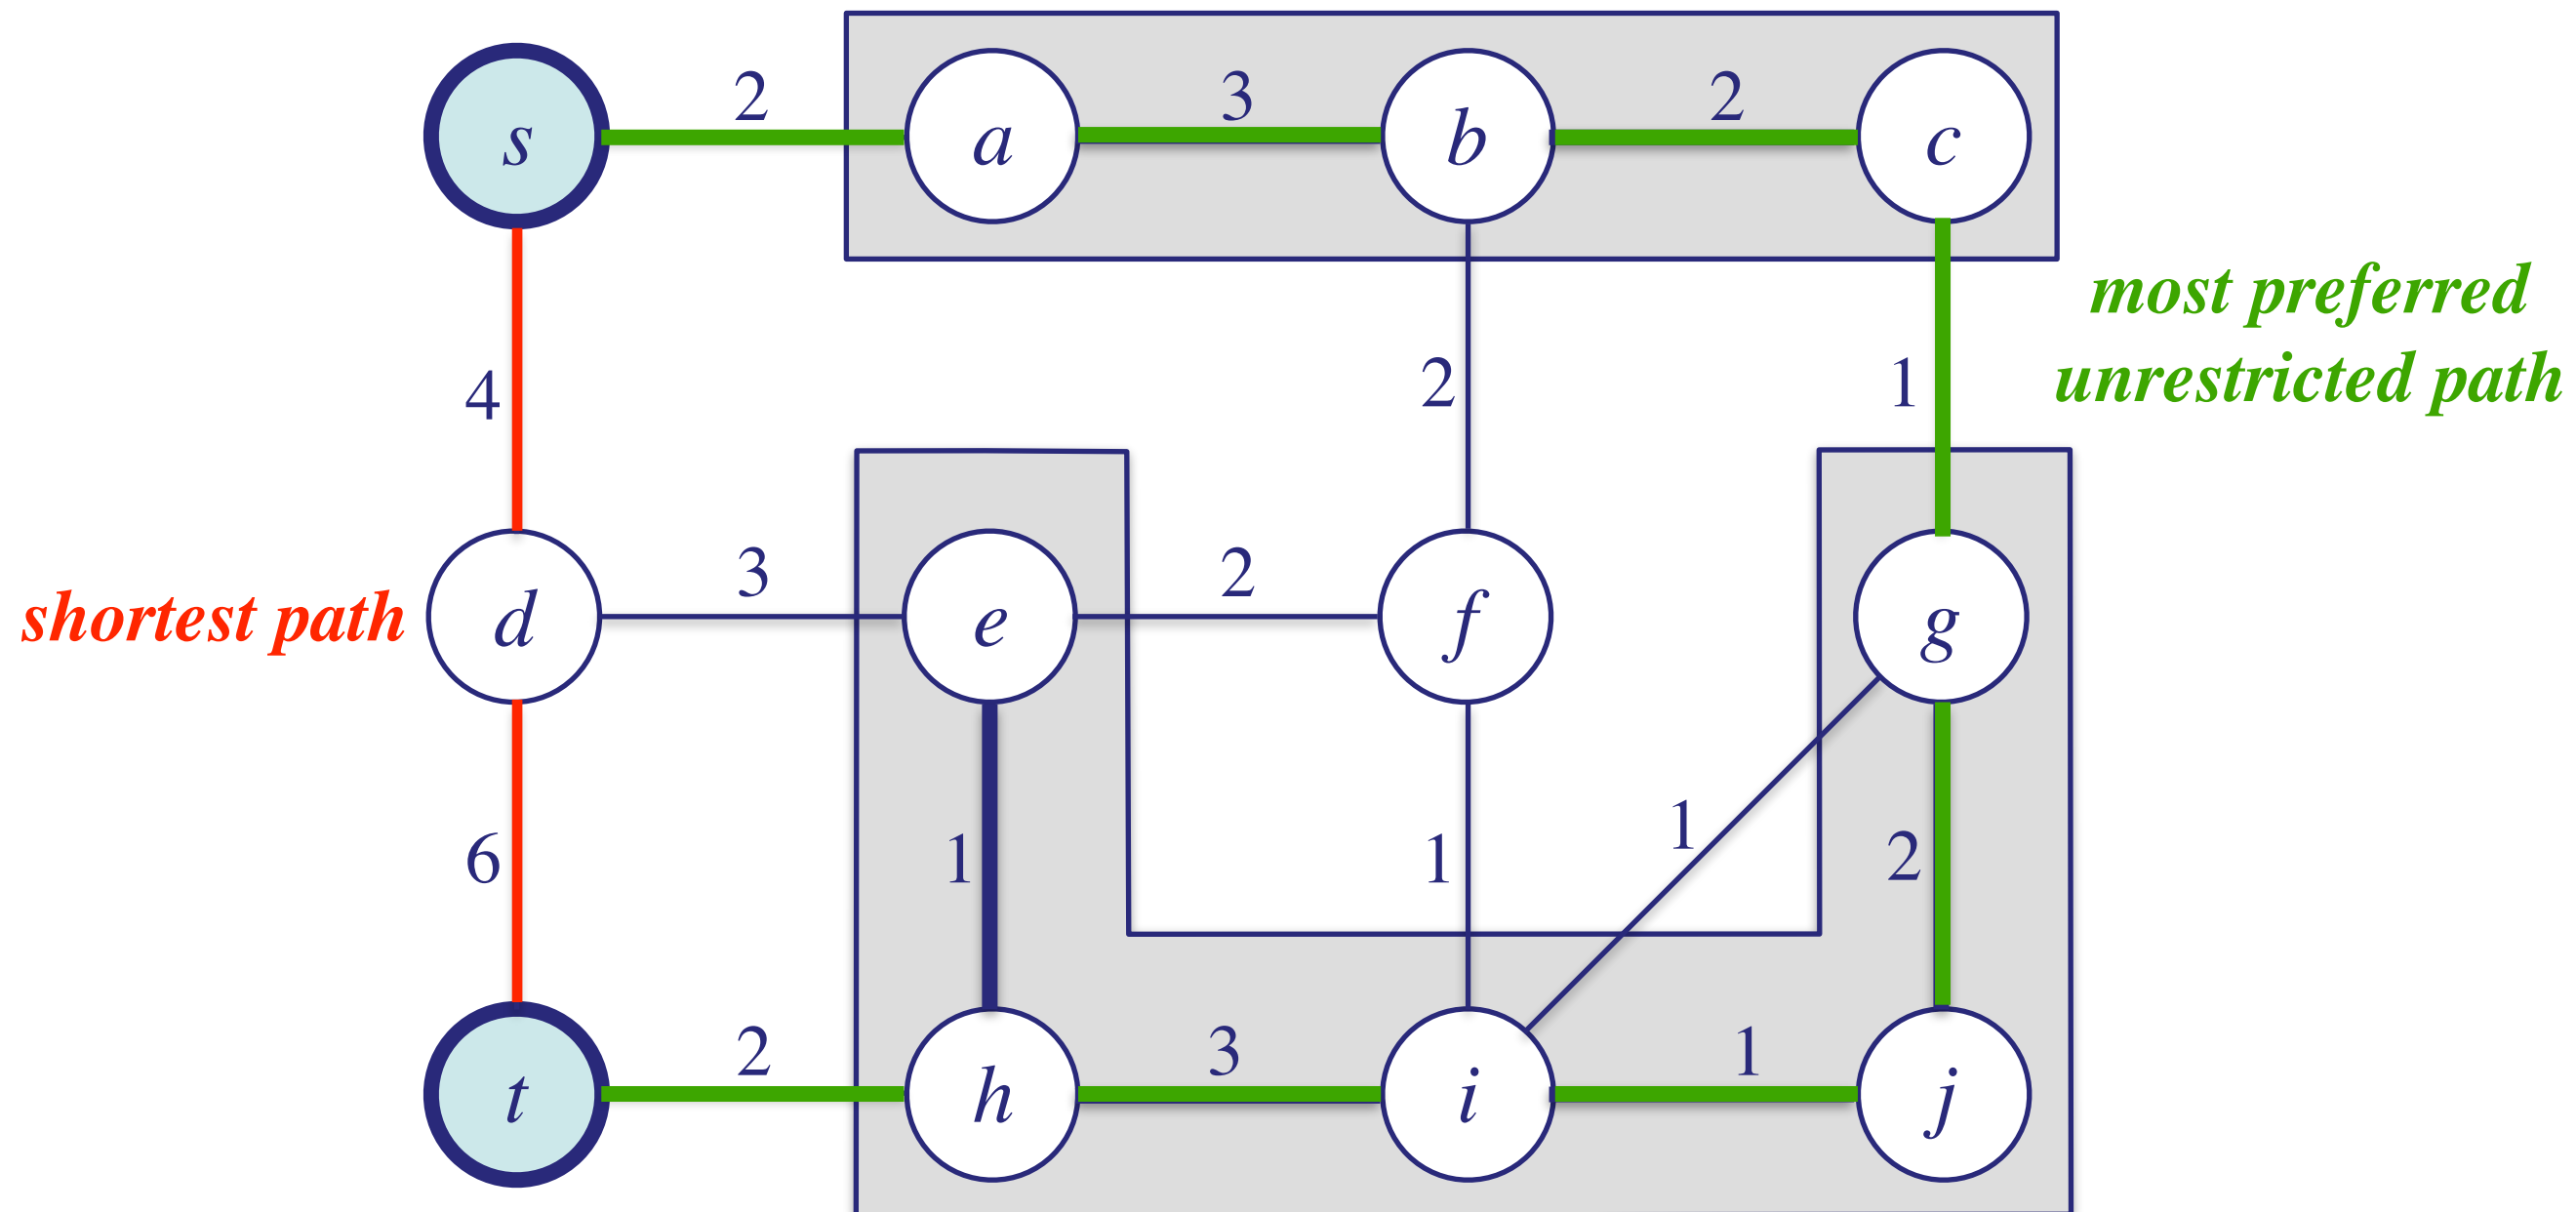 s 2 a 3 b 2 c
most preferred
unrestricted path
4 2 1
shortest path
d 3 e 2 f g
6 1 1 1 2
t 2 h 3 i 1 j